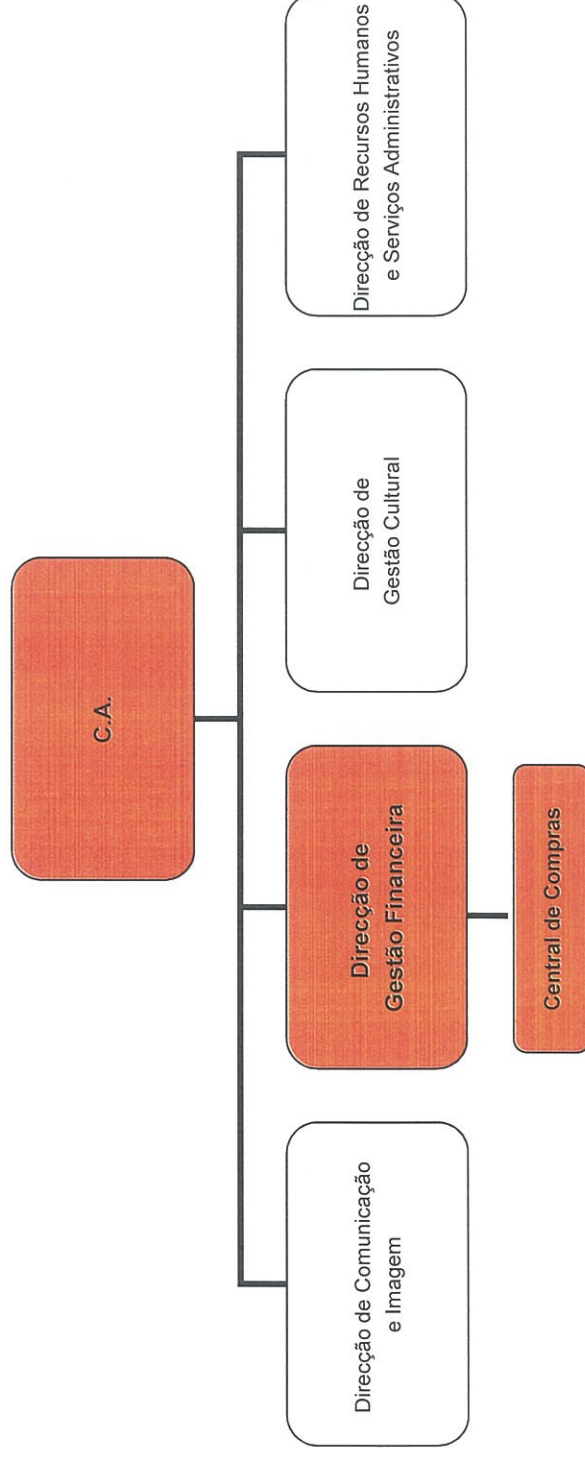 C.A.
Direcção de Comunicação
e Imagem
Direcção de
Gestão Financeira
Direcção de
Gestão Cultural
Direcção de Recursos Humanos
e Serviços Administrativos
Central de Compras